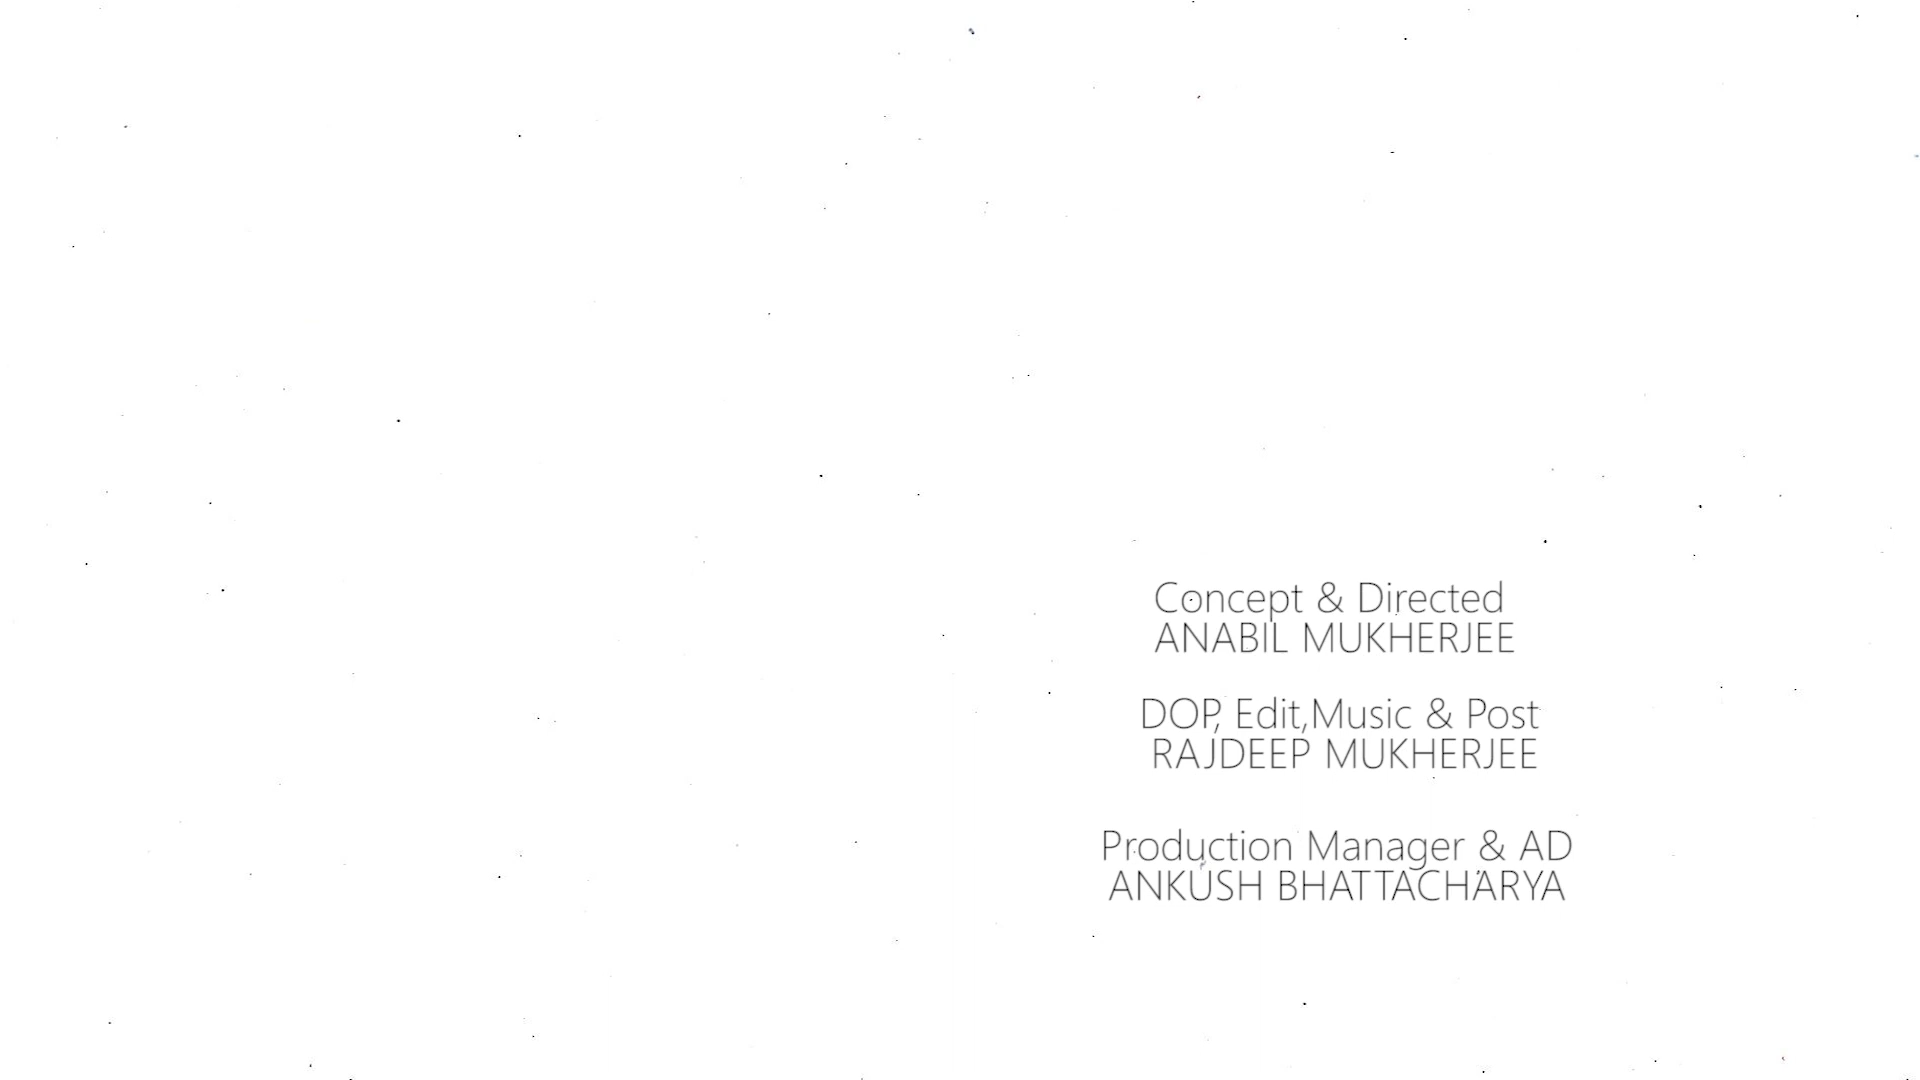 Concept & Directed
ANABIL MUKHERJEE
DOP, Edit,Music & Post
RAJDEEP MUKHERJEE
Production Manager & AD
ANKUSH BHATTACHARYA